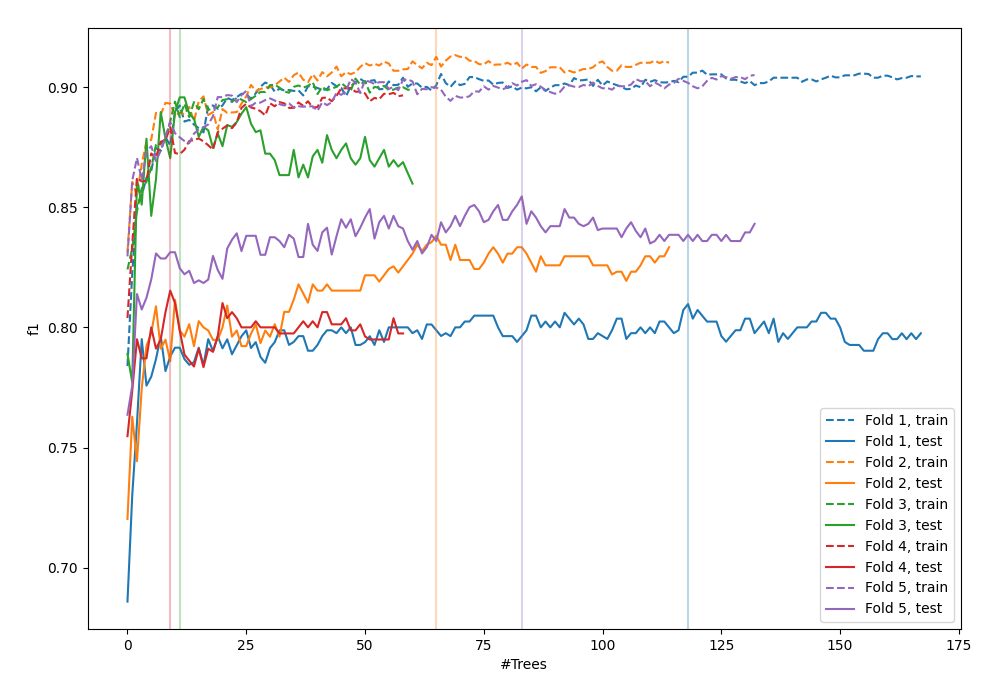 0.90
0.85
0.80
0.75
0.70
f1
0
25
50
75
100
125
150
175
#Trees
Fold 1, train
Fold 1, test
Fold 2, train
Fold 2, test
Fold 3, train
Fold 3, test
Fold 4, train
Fold 4, test
Fold 5, train
Fold 5, test